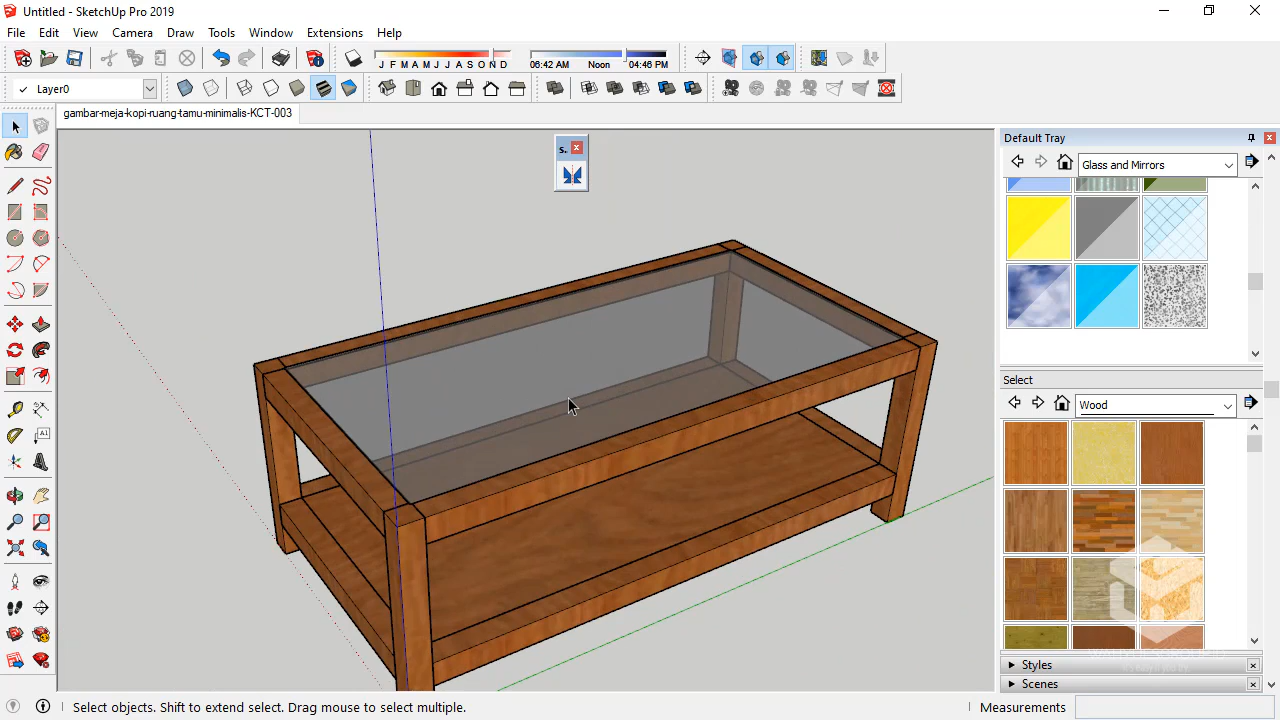 Untitled - SketchUp Pro 2019
File Edit View Camera Draw Tools Window Extensions Help
J F M A M J J A S O N D 06:42 AM Noon 04:46 PM
Layer0
gambar-meja-kopi-ruang-tamu-minimalis-KCT-003
s.
Default Tray
Glass and Mirrors
A1
Select
Wood
Styles
Scenes
Select objects. Shift to extend select. Drag mouse to select multiple.
Measurements